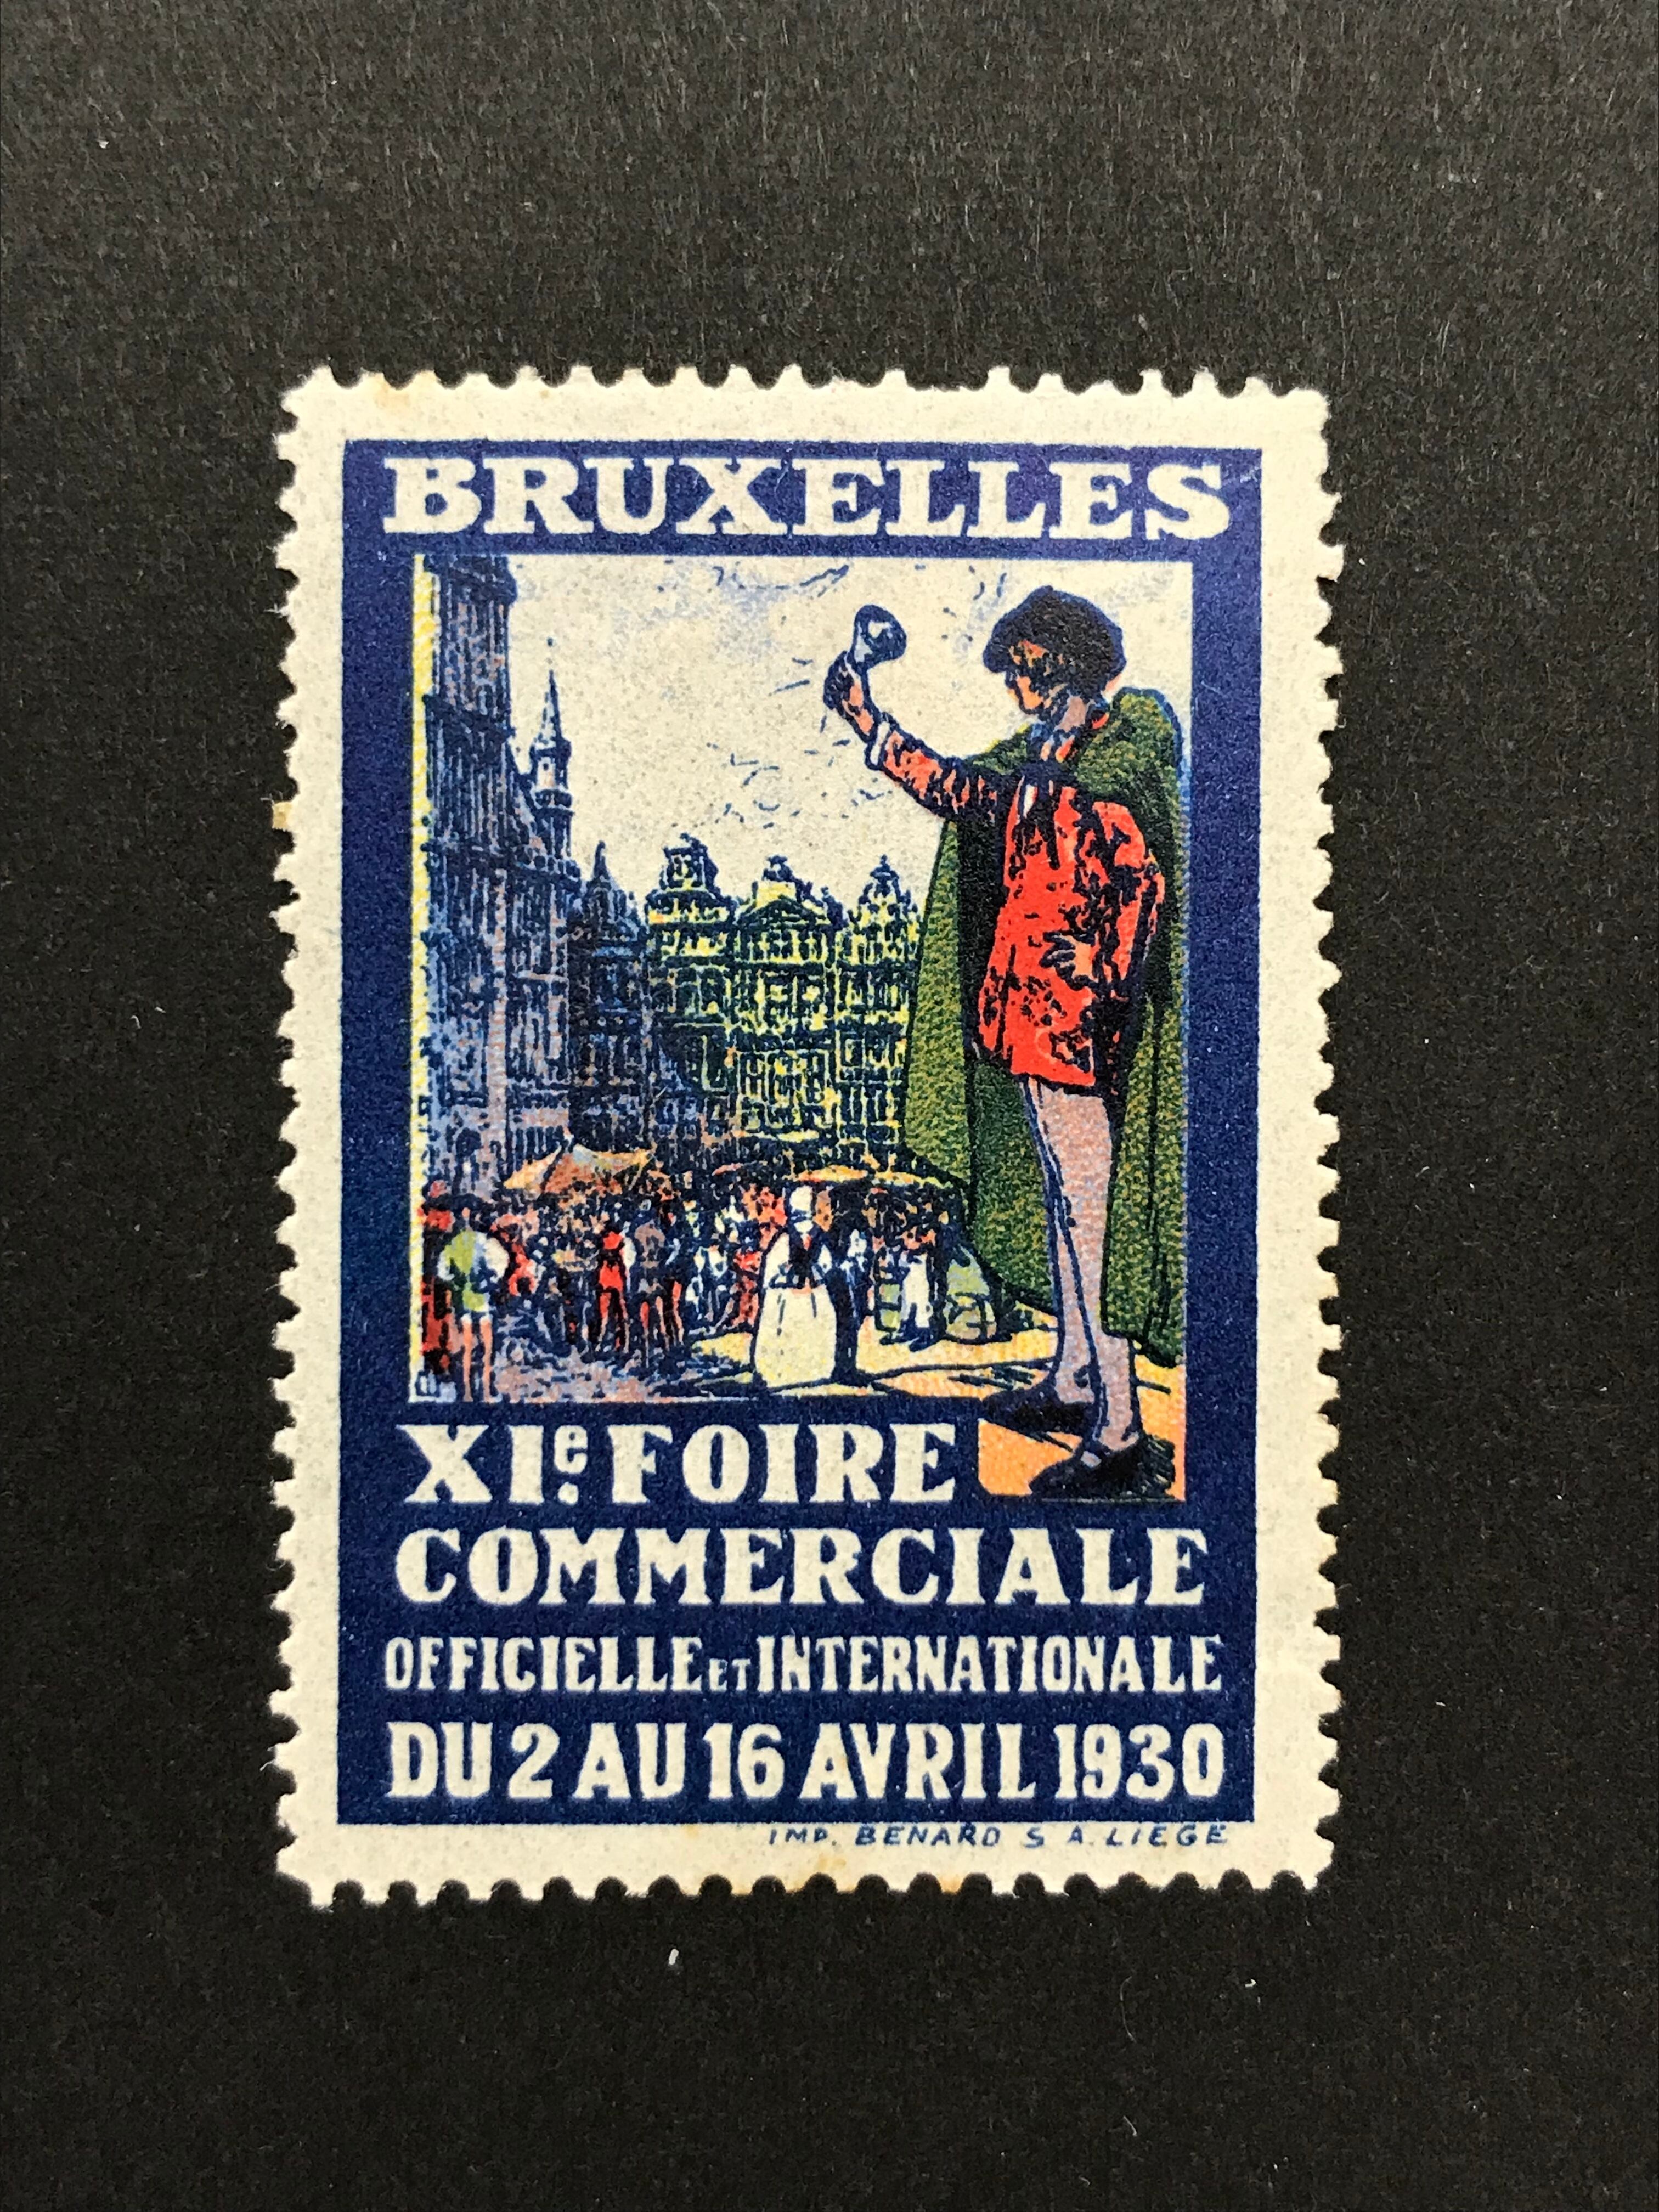 BRUXELLES
XIe. FOIRE
COMMERCIALE
OFFICIELLE ET INTERNATIONALE
DU 2 AU 16 AVRIL 1930
IMP. BENARD S A. LIEGE